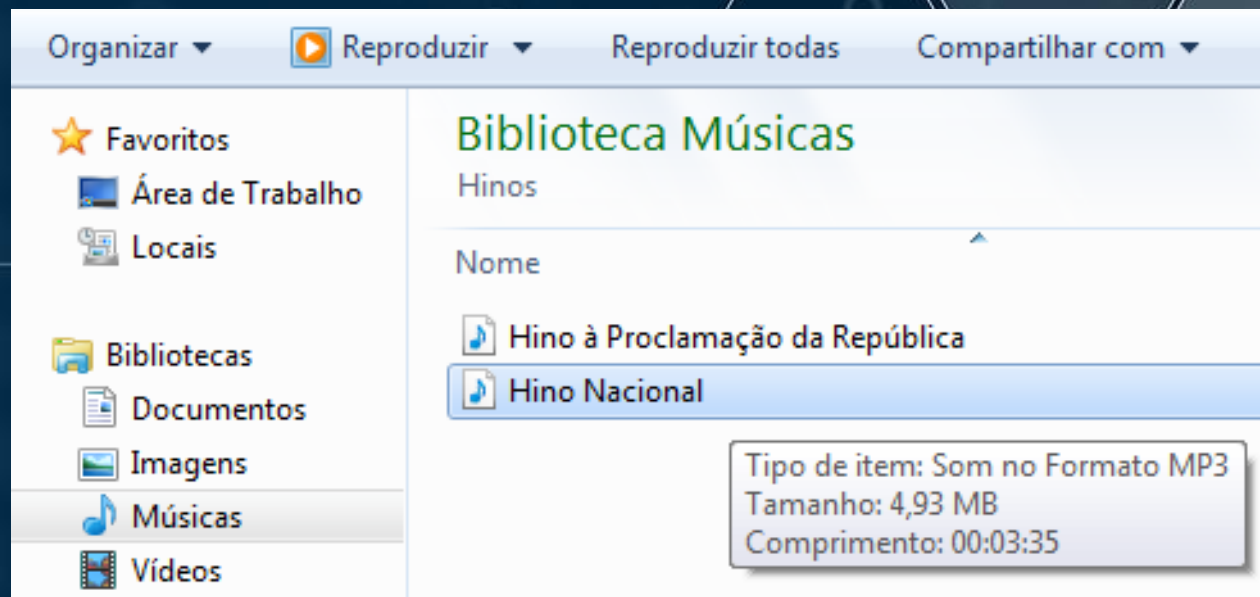 Organizar Reproduzir Reproduzir todas Compartilhar com
Favoritos
Área de Trabalho
Locais
Bibliotecas
Documentos
Imagens
Músicas
Vídeos
Biblioteca Músicas
Hinos
Nome
Hino à Proclamação da República
Hino Nacional
Tipo de item: Som no Formato MP3
Tamanho: 4,93 MB
Comprimento: 00:03:35